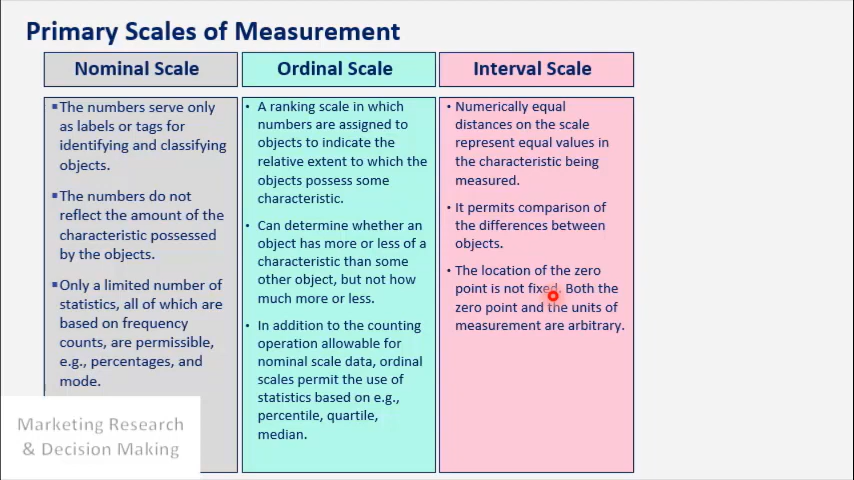 Primary Scales of Measurement
Nominal Scale
▪The numbers serve only
as labels or tags for
identifying and classifying
objects.
▪The numbers do not
reflect the amount of the
characteristic possessed
by the objects.
▪Only a limited number of
statistics, all of which are
based on frequency
counts, are permissible,
e.g., percentages, and
mode.
Ordinal Scale
• A ranking scale in which
numbers are assigned to
objects to indicate the
relative extent to which the
objects possess some
characteristic.
• Can determine whether an
object has more or less of a
characteristic than some
other object, but not how
much more or less.
• In addition to the counting
operation allowable for
nominal scale data, ordinal
scales permit the use of
statistics based on e.g.,
percentile, quartile,
median.
Interval Scale
• Numerically equal
distances on the scale
represent equal values in
the characteristic being
measured.
• It permits comparison of
the differences between
objects.
• The location of the zero
point is not fixed. Both the
zero point and the units of
measurement are arbitrary.
Marketing Research
& Decision Making